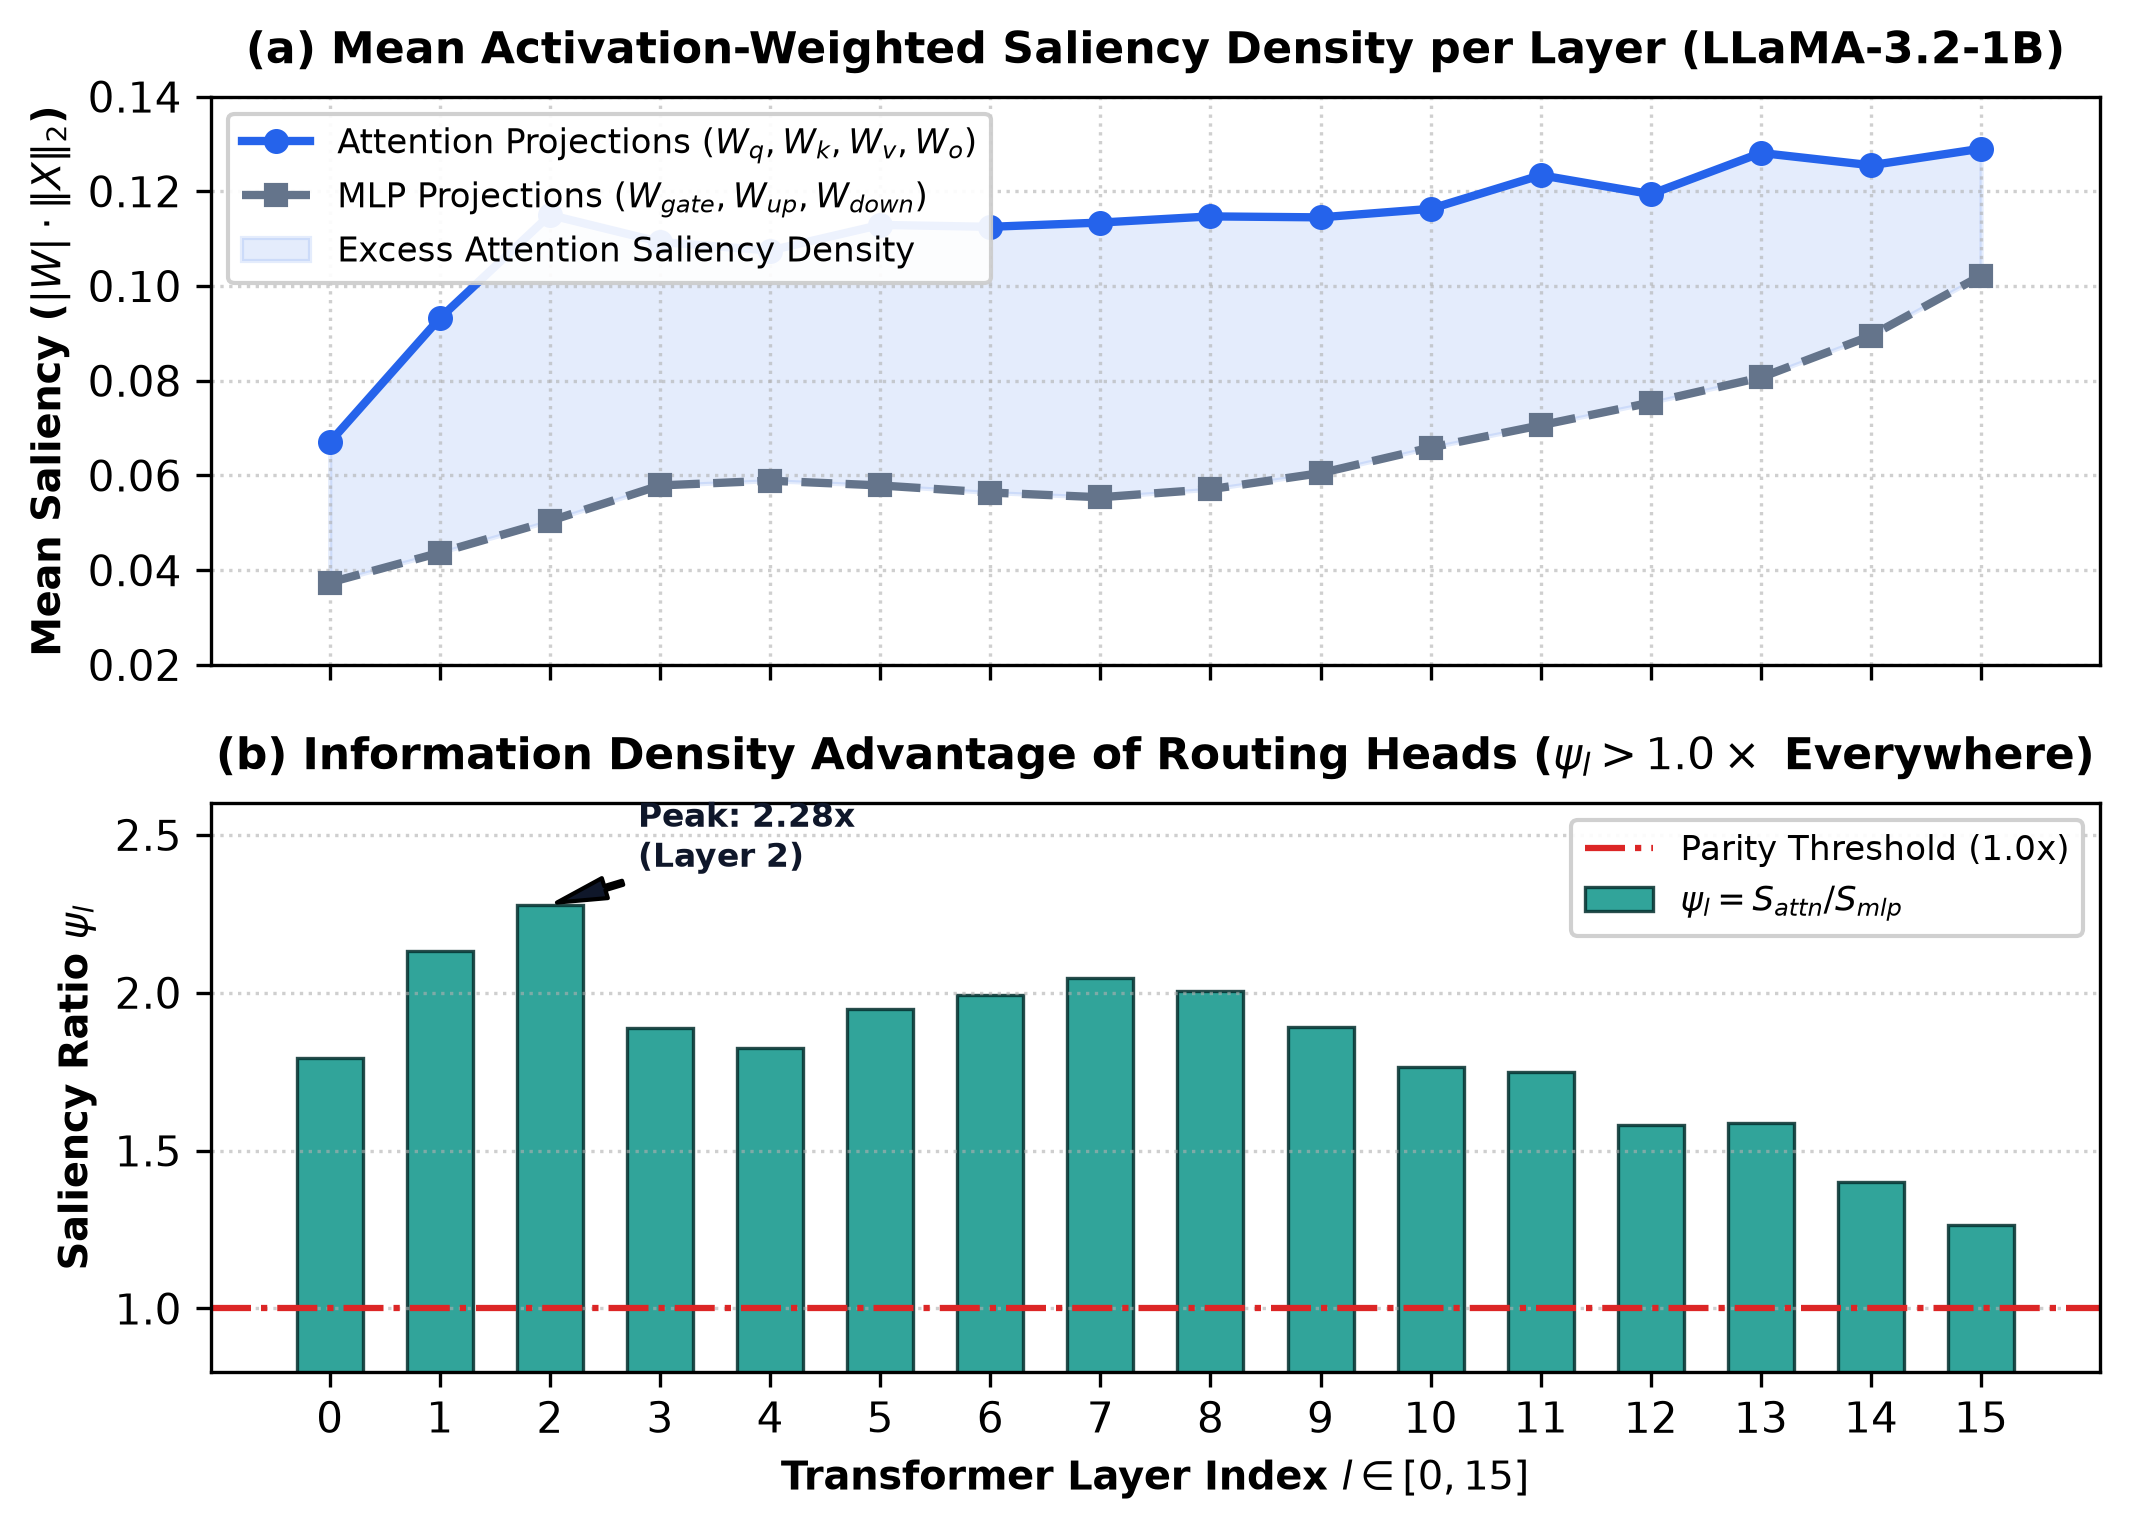 (a) Mean Activation-Weighted Saliency Density per Layer (LLaMA-3.2-1B)
Mean Saliency (|W| · ‖X‖₂)
0.14
0.12
0.10
0.08
0.06
0.04
0.02
Attention Projections (W_q, W_k, W_v, W_o)
MLP Projections (W_gate, W_up, W_down)
Excess Attention Saliency Density
(b) Information Density Advantage of Routing Heads (ψ_l > 1.0 × Everywhere)
Saliency Ratio ψ_l
2.5
2.0
1.5
1.0
Peak: 2.28x
(Layer 2)
Parity Threshold (1.0x)
ψ_l = S_attn/S_mlp
0 1 2 3 4 5 6 7 8 9 10 11 12 13 14 15
Transformer Layer Index l ∈ [0, 15]